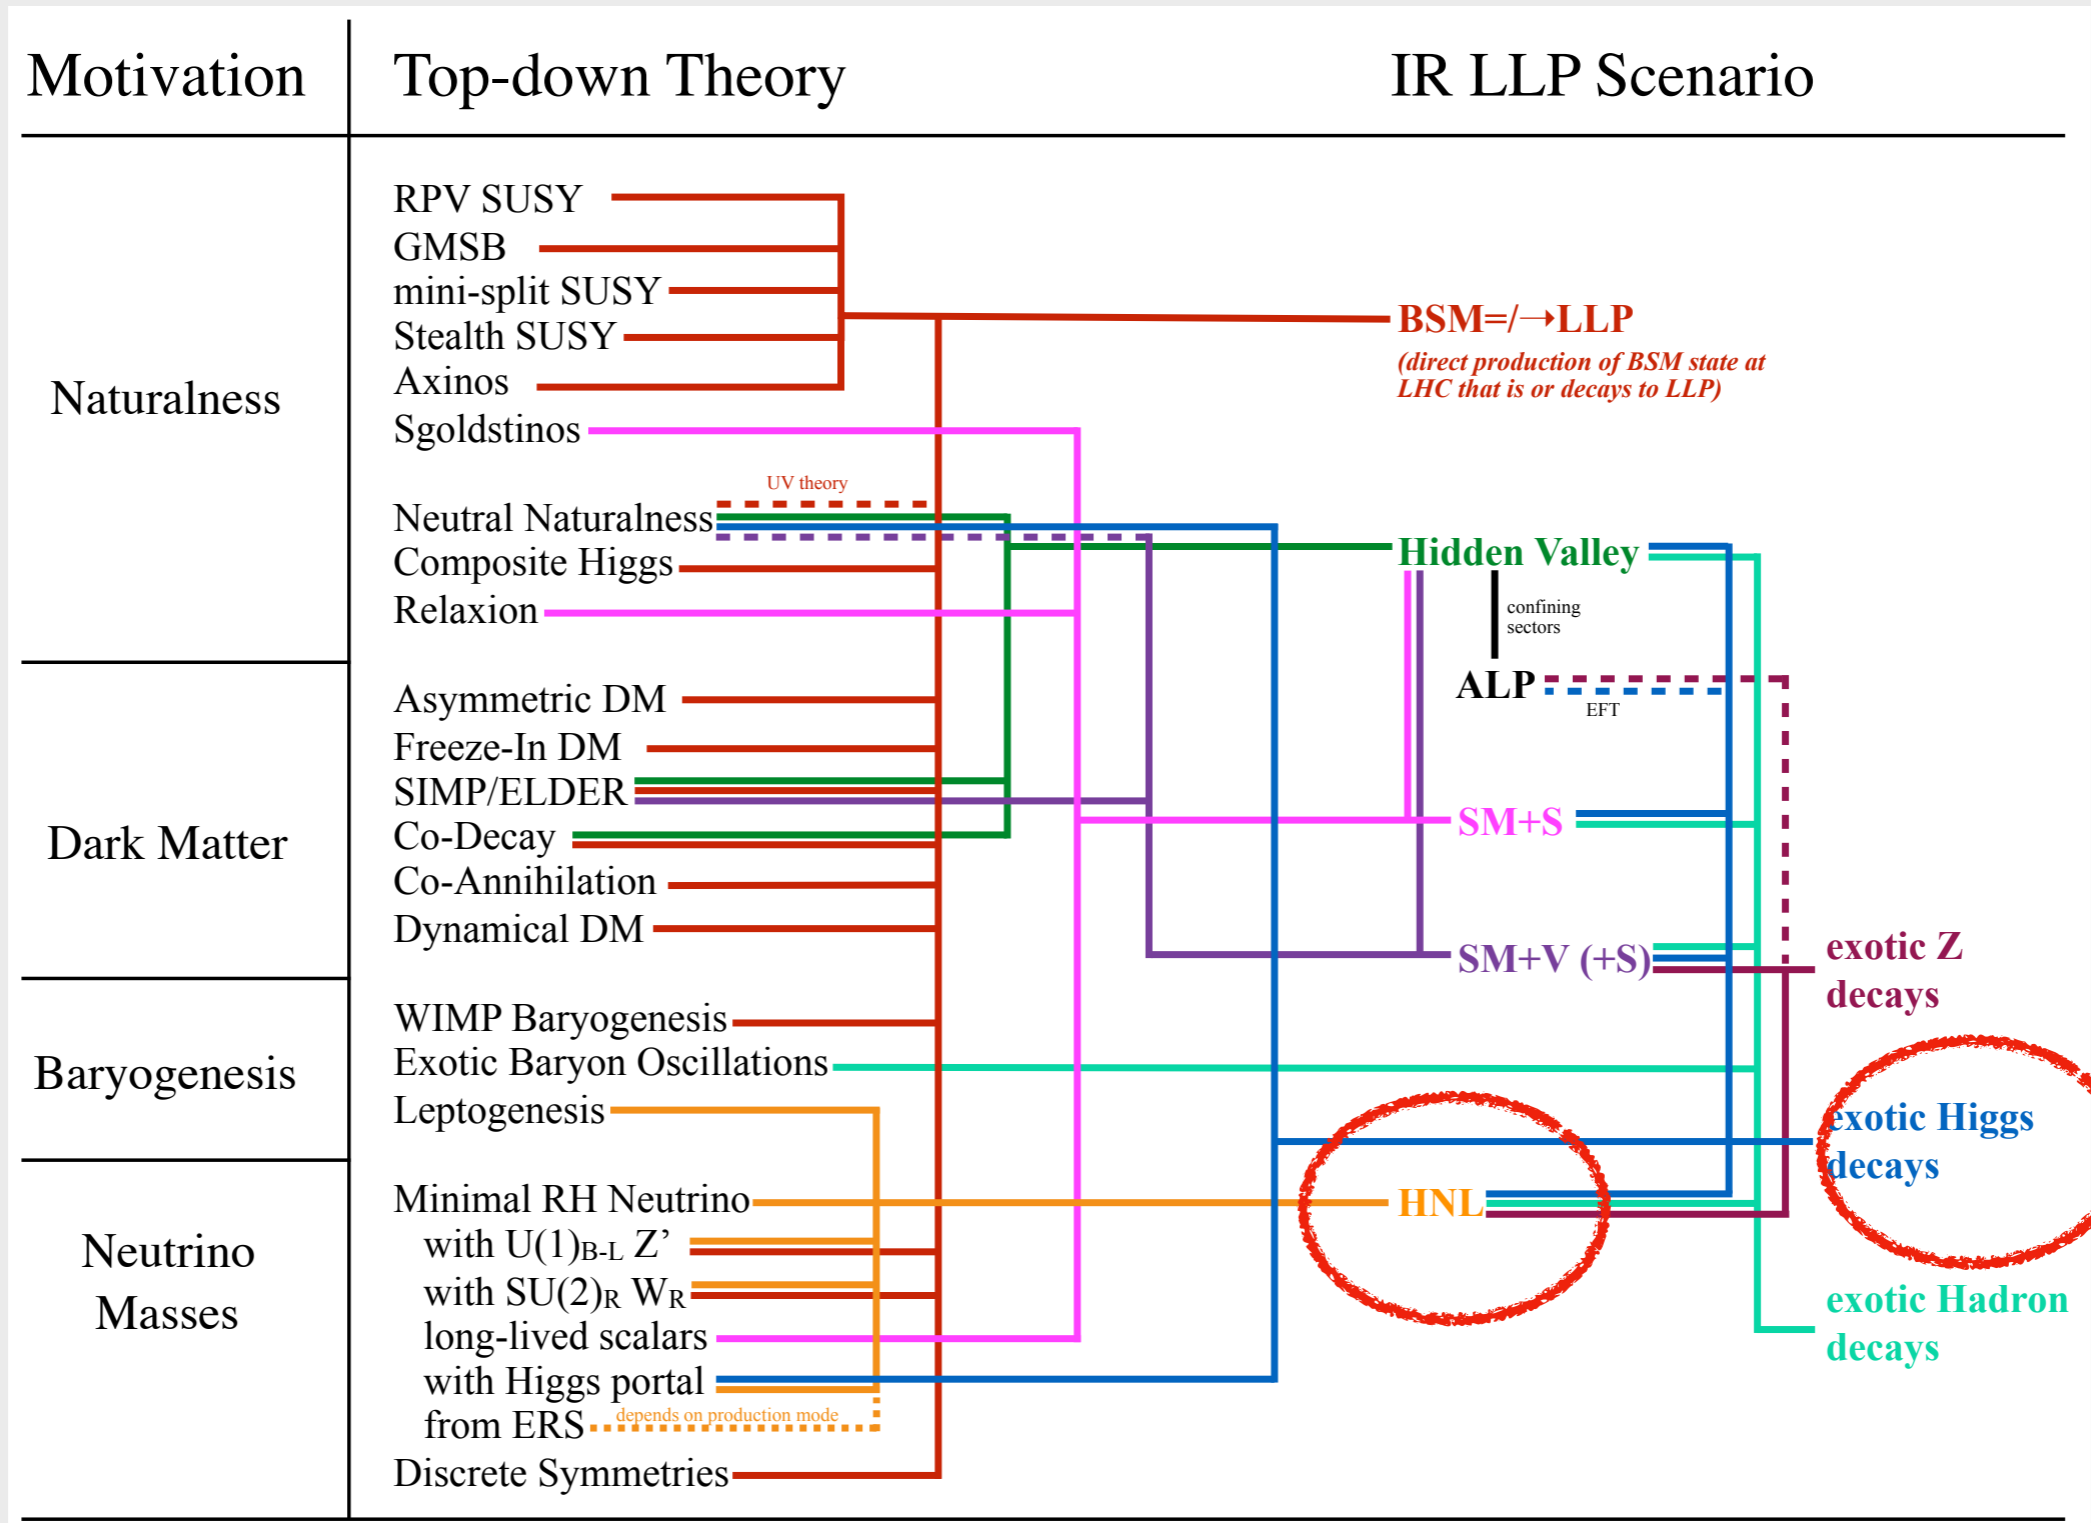 Motivation
Top-down Theory
IR LLP Scenario
Naturalness
RPV SUSY
GMSB
mini-split SUSY
Stealth SUSY
Axinos
Sgoldstinos
UV theory
Neutral Naturalness
Composite Higgs
Relaxion
BSM=/→LLP
(direct production of BSM state at
LHC that is or decays to LLP)
Hidden Valley
confining
sectors
ALP
EFT
Dark Matter
Asymmetric DM
Freeze-In DM
SIMP/ELDER
Co-Decay
Co-Annihilation
Dynamical DM
SM+S
SM+V (+S)
exotic Z
decays
Baryogenesis
WIMP Baryogenesis
Exotic Baryon Oscillations
Leptogenesis
exotic Higgs
decays
Neutrino
Masses
Minimal RH Neutrino
with U(1)B-L Z’
with SU(2)R WR
long-lived scalars
with Higgs portal
from ERS
depends on production mode
Discrete Symmetries
HNL
exotic Hadron
decays